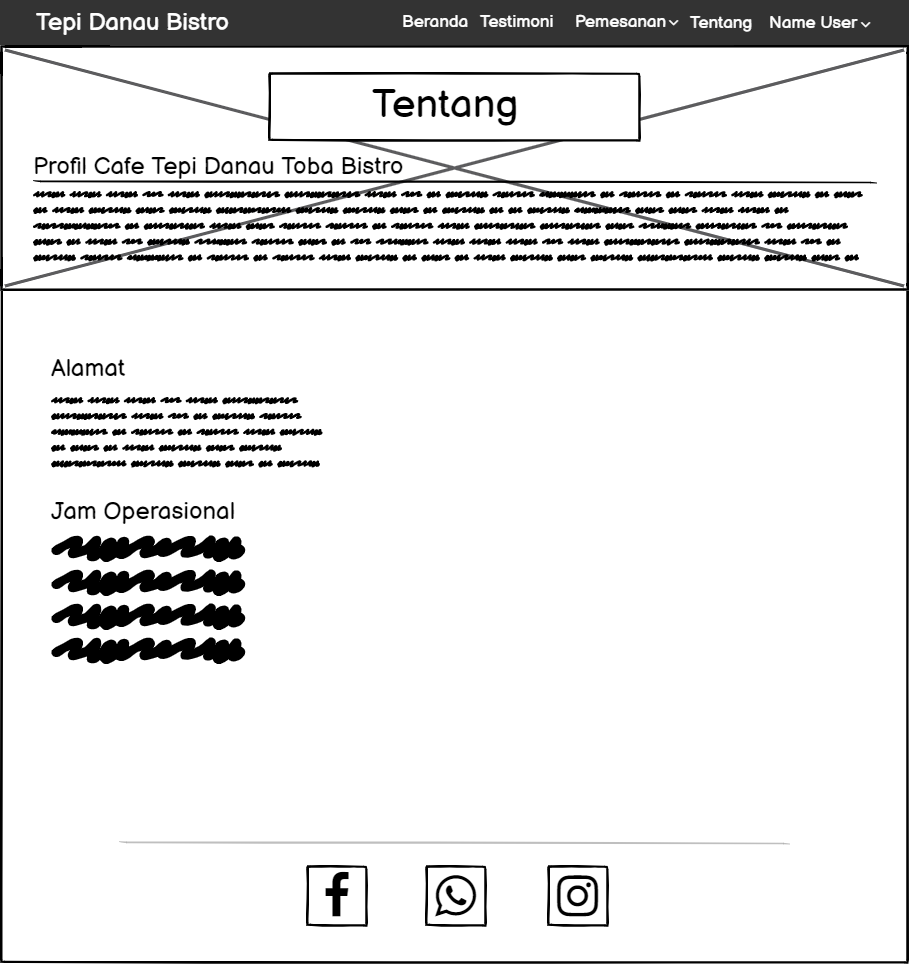 Tepi Danau Bistro
Beranda Testimoni Pemesanan Tentang Name User
Tentang
Profil Cafe Tepi Danau Toba Bistro
Alamat
Jam Operasional